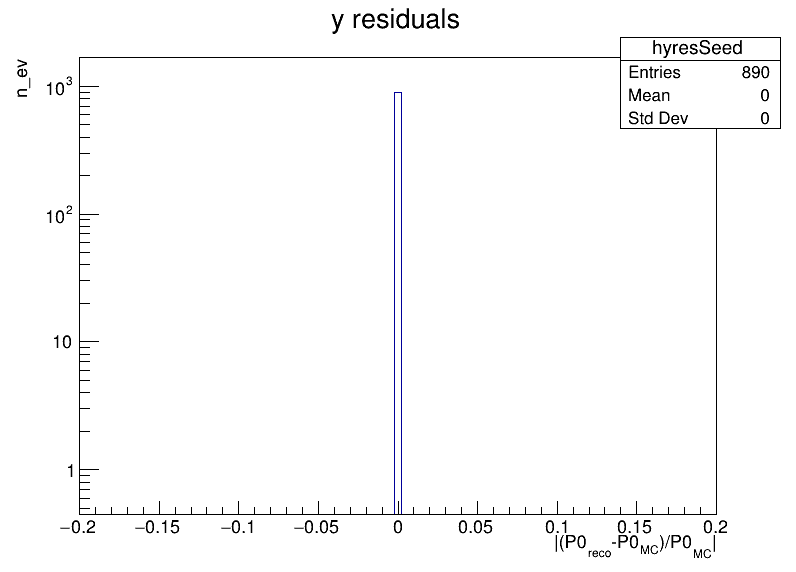 y residuals
hyresSeed
Entries 890
Mean 0
Std Dev 0
n_ev
10³
10²
10
1
−0.2 −0.15 −0.1 −0.05 0 0.05 0.1 0.15 0.2
|(P0reco-P0MC)/P0MC|